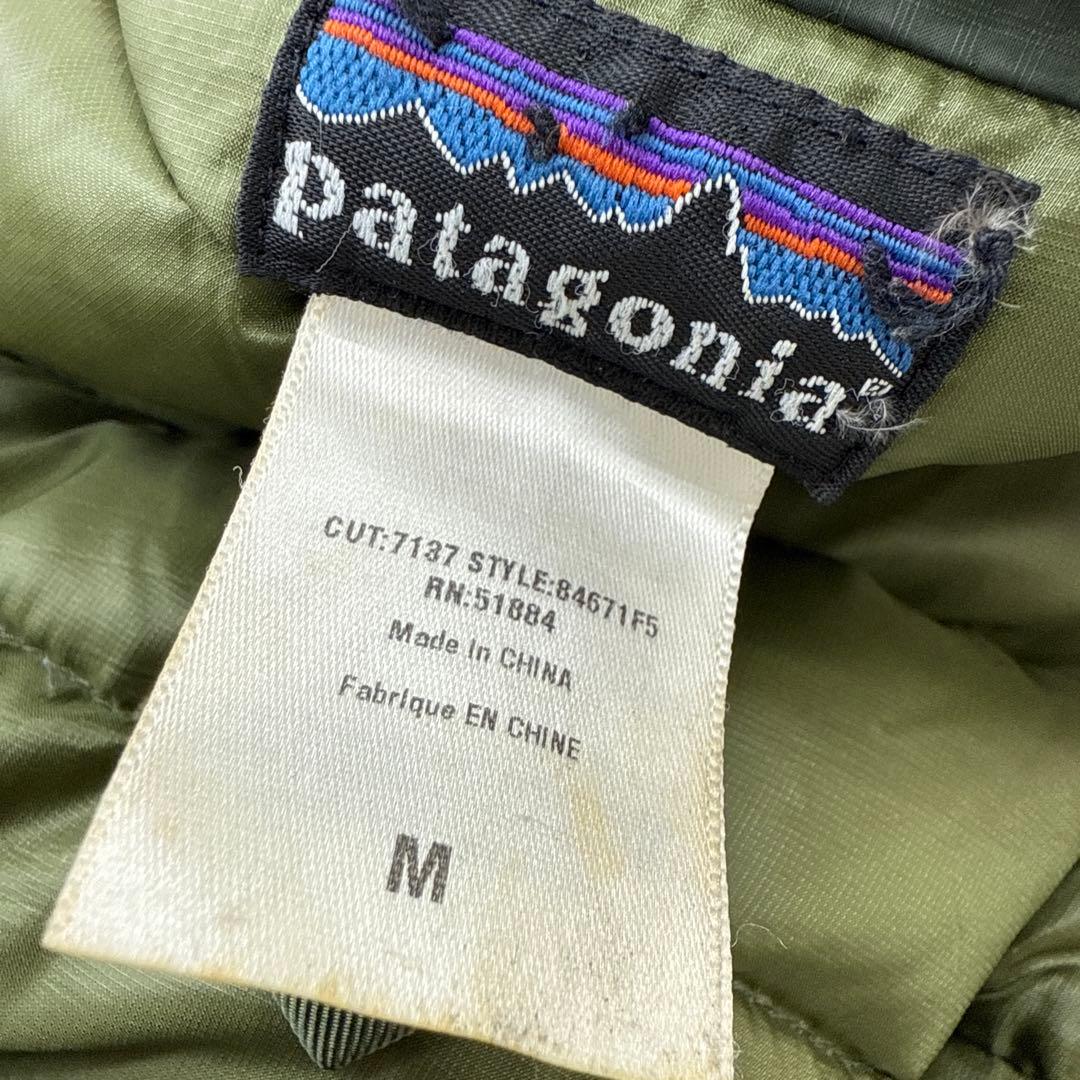 patagonia®
CUT:7137 STYLE:84671F5
RN:51884
Made in CHINA
Fabrique EN CHINE
M